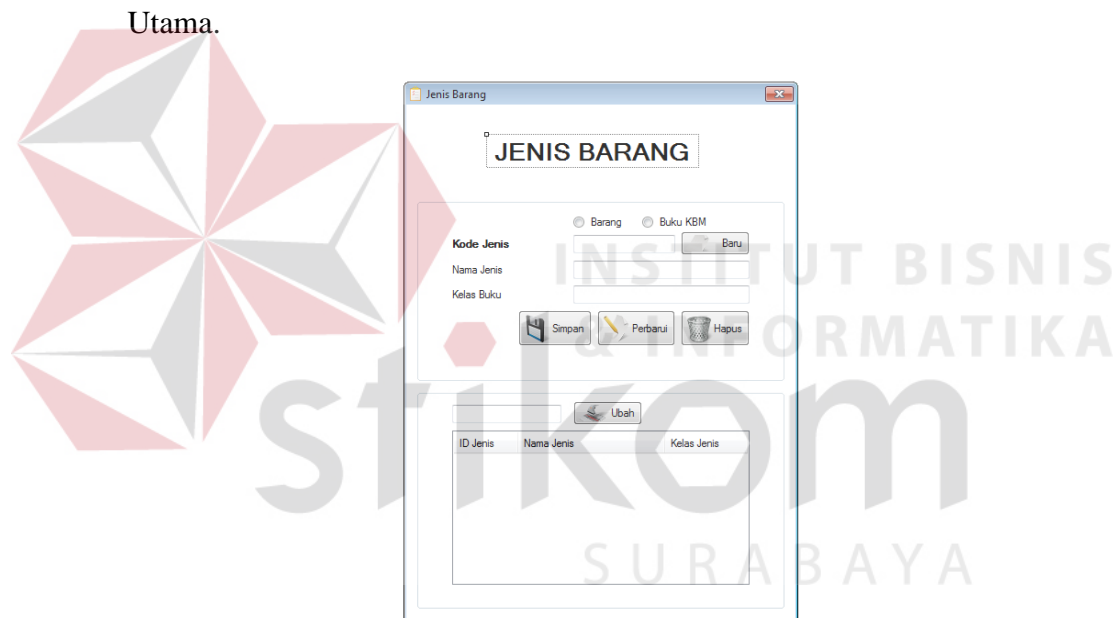 Utama.
Jenis Barang
JENIS BARANG
Barang Buku KBM
Kode Jenis Baru
Nama Jenis
Kelas Buku
Simpan Perbarui Hapus
Ubah
ID Jenis Nama Jenis Kelas Jenis
INSTITUT BISNIS
& INFORMATIKA
stikom
SURABAYA